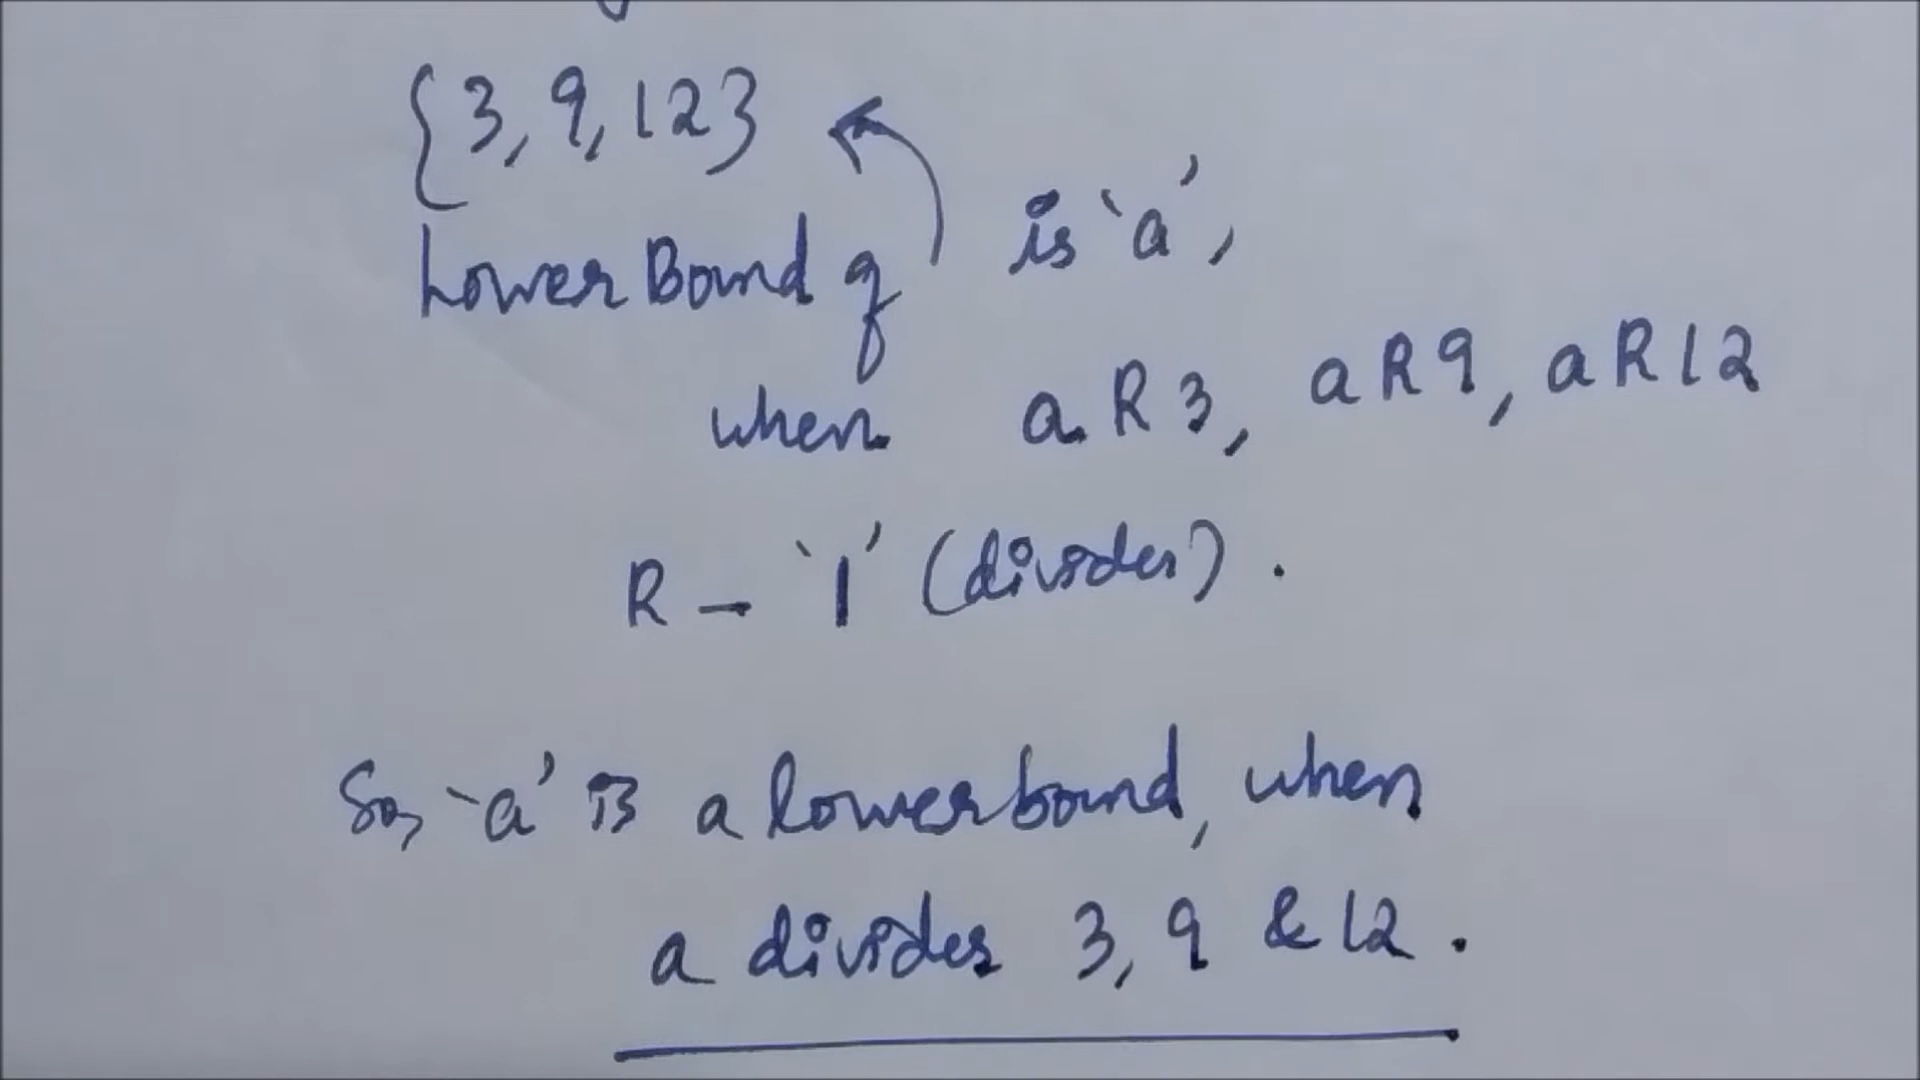 {3, 9, 12}
Lower Bound of is 'a',
when a R 3, a R 9, a R 12
R – '|' (divides).
So, 'a' is a lower bound, when
a divides 3, 9 & 12.